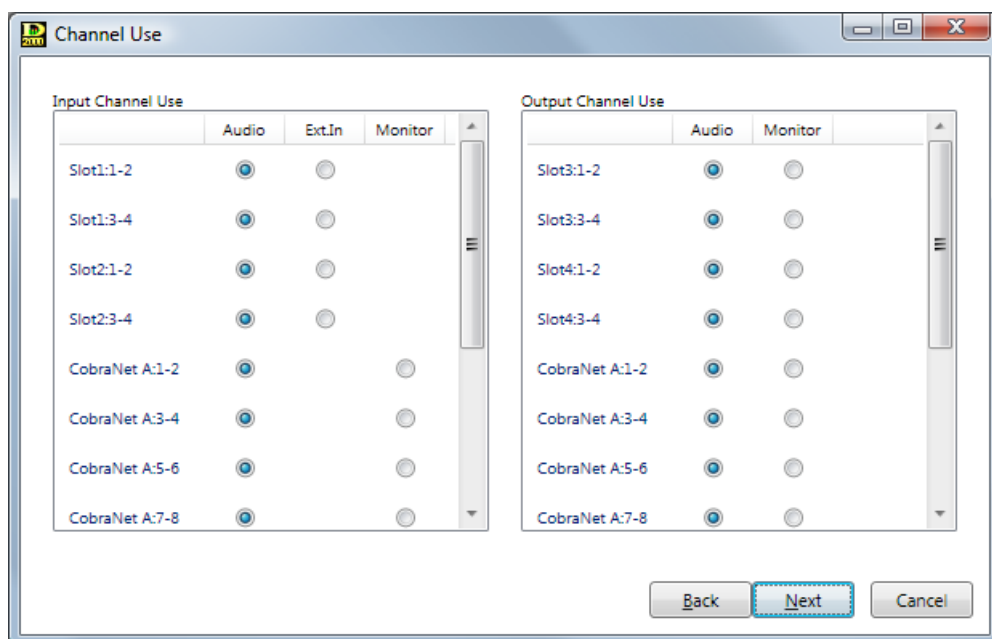 Channel Use
Input Channel Use
Audio Ext.In Monitor
Slot1:1-2
Slot1:3-4
Slot2:1-2
Slot2:3-4
CobraNet A:1-2
CobraNet A:3-4
CobraNet A:5-6
CobraNet A:7-8
Output Channel Use
Audio Monitor
Slot3:1-2
Slot3:3-4
Slot4:1-2
Slot4:3-4
CobraNet A:1-2
CobraNet A:3-4
CobraNet A:5-6
CobraNet A:7-8
Back Next Cancel